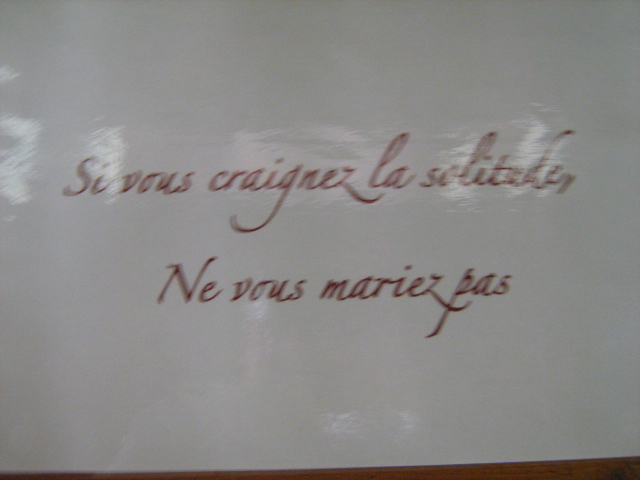 Si vous craignez la solitude,
Ne vous mariez pas